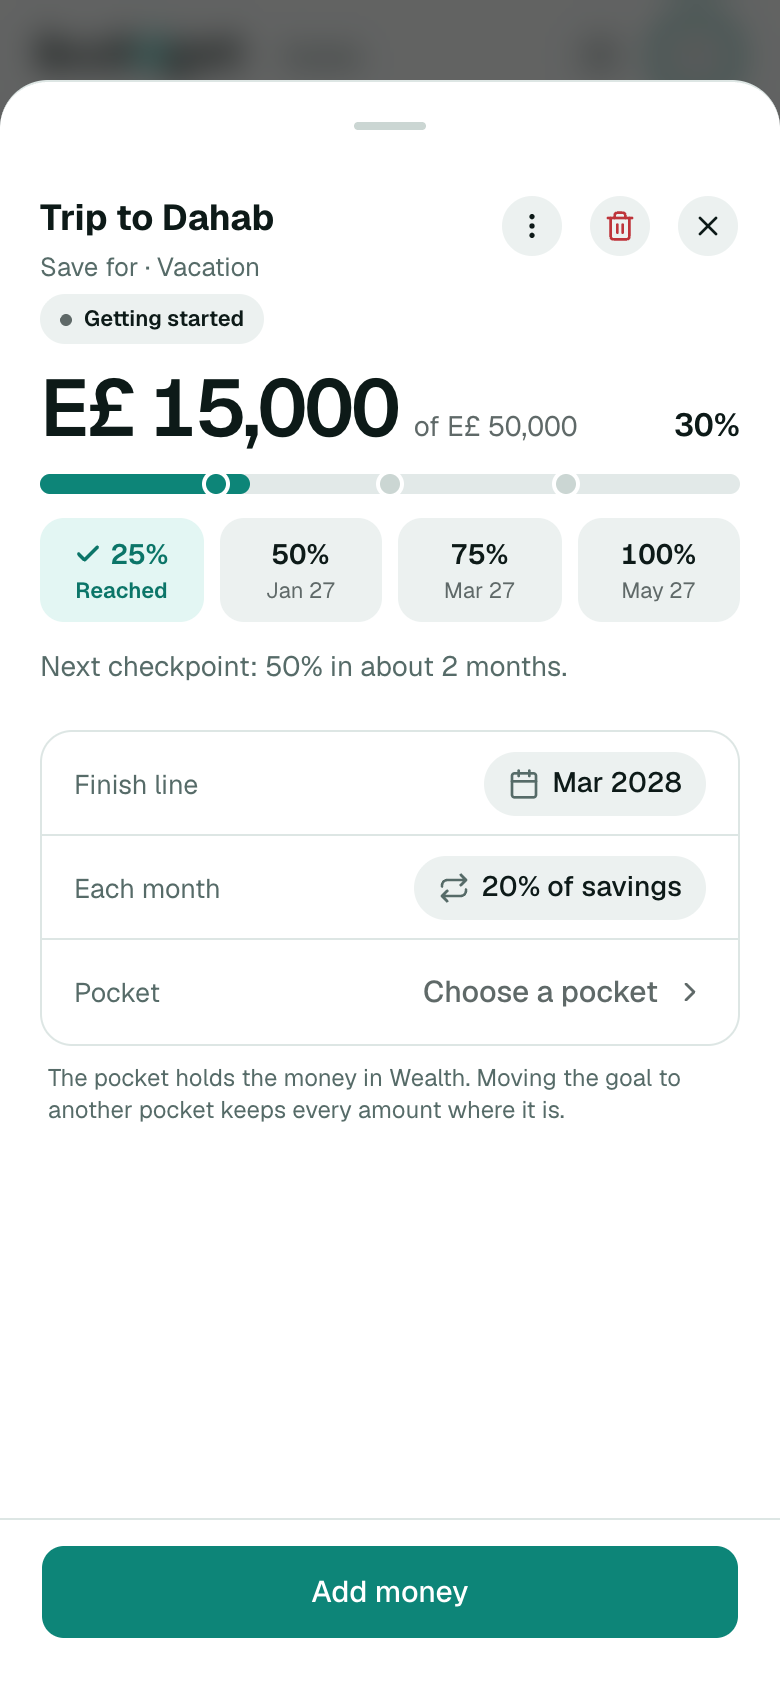 Trip to Dahab
Save for · Vacation
Getting started
E£ 15,000 of E£ 50,000 30%
25% 50% 75% 100%
Reached Jan 27 Mar 27 May 27
Next checkpoint: 50% in about 2 months.
Finish line Mar 2028
Each month 20% of savings
Pocket Choose a pocket
The pocket holds the money in Wealth. Moving the goal to
another pocket keeps every amount where it is.
Add money